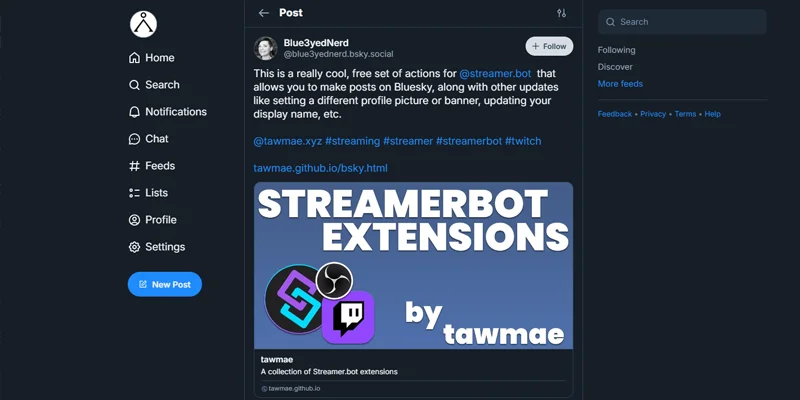 Home
Search
Notifications
Chat
Feeds
Lists
Profile
Settings
New Post
Post
Blue3yedNerd
@blue3yednerd.bsky.social
+ Follow
This is a really cool, free set of actions for @streamer.bot that
allows you to make posts on Bluesky, along with other updates
like setting a different profile picture or banner, updating your
display name, etc.
@tawmae.xyz #streaming #streamer #streamerbot #twitch
tawmae.github.io/bsky.html
STREAMERBOT
EXTENSIONS
by
tawmae
tawmae
A collection of Streamer.bot extensions
tawmae.github.io
Search
Following
Discover
More feeds
Feedback • Privacy • Terms • Help